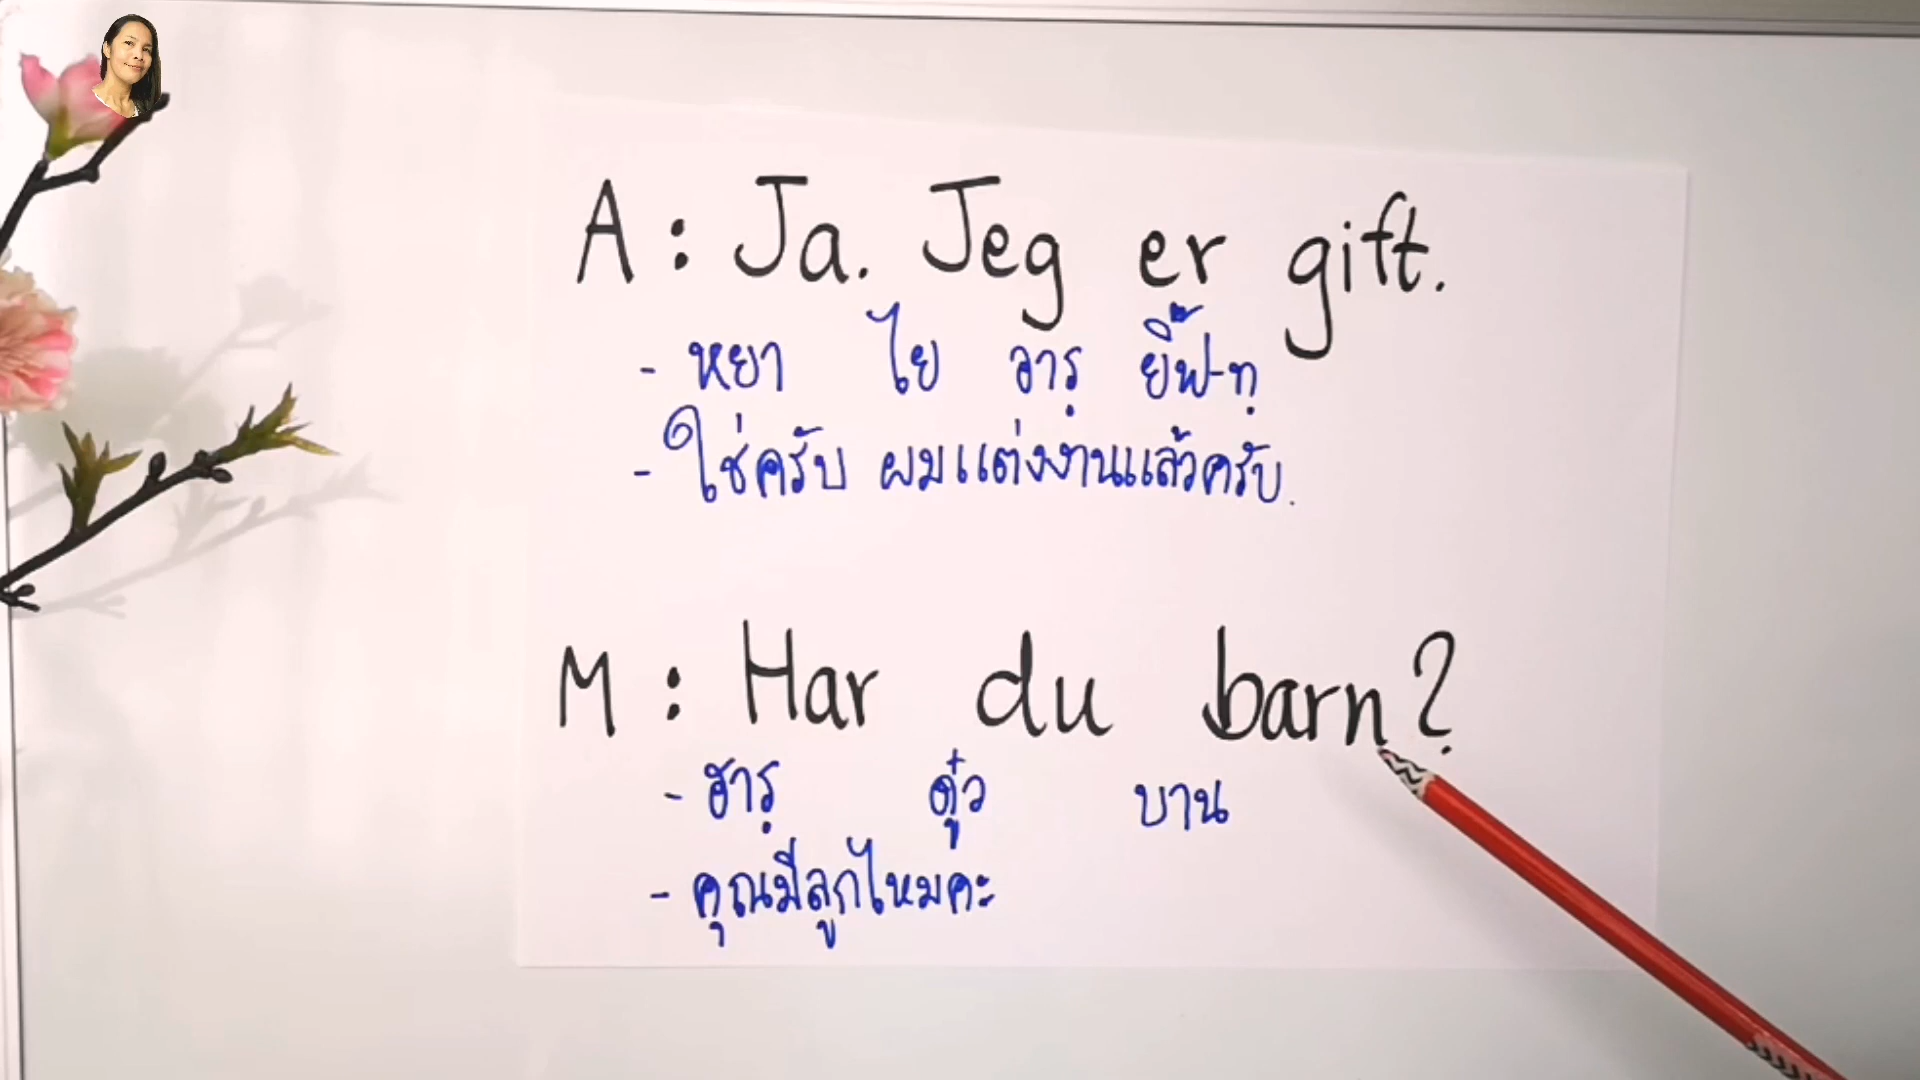 A : Ja. Jeg er gift.
- หยา ไย อารฺ ยี๊ฟ-ทฺ
- ใช่ครับ ผมแต่งงานแล้วครับ.
M : Har du barn?
- ฮารฺ ดู๋ว บาน
- คุณมีลูกไหมคะ